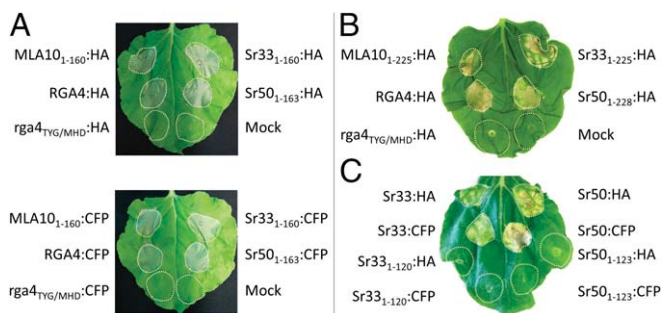 A
MLA10₁₋₁₆₀:HA
Sr33₁₋₁₆₀:HA
RGA4:HA
Sr50₁₋₁₆₃:HA
rga4TYG/MHD:HA
Mock
MLA10₁₋₁₆₀:CFP
Sr33₁₋₁₆₀:CFP
RGA4:CFP
Sr50₁₋₁₆₃:CFP
rga4TYG/MHD:CFP
Mock
B
MLA10₁₋₂₂₅:HA
Sr33₁₋₂₂₅:HA
RGA4:HA
Sr50₁₋₂₂₈:HA
rga4TYG/MHD:HA
Mock
C
Sr33:HA
Sr50:HA
Sr33:CFP
Sr50:CFP
Sr33₁₋₁₂₀:HA
Sr50₁₋₁₂₃:HA
Sr33₁₋₁₂₀:CFP
Sr50₁₋₁₂₃:CFP